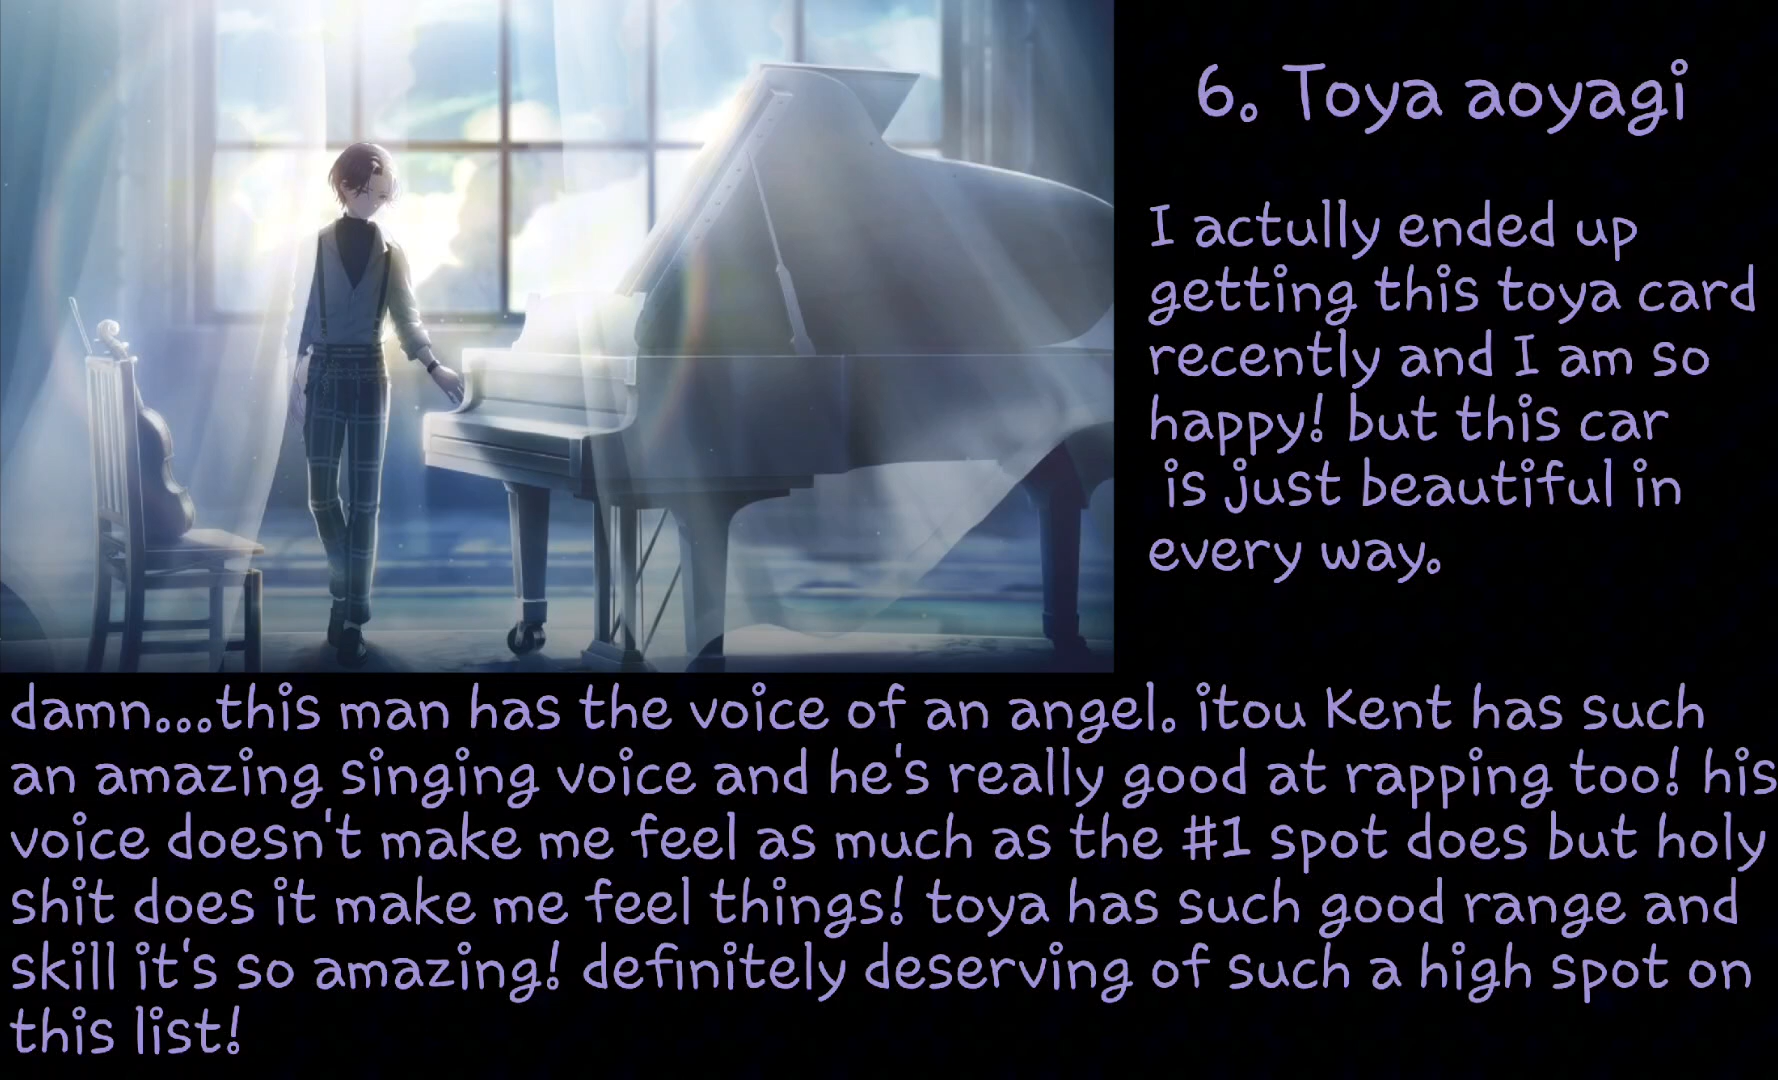 6. Toya aoyagi
I actully ended up
getting this toya card
recently and I am so
happy! but this car
is just beautiful in
every way.
damn...this man has the voice of an angel. itou Kent has such
an amazing singing voice and he's really good at rapping too! his
voice doesn't make me feel as much as the #1 spot does but holy
shit does it make me feel things! toya has such good range and
skill it's so amazing! definitely deserving of such a high spot on
this list!